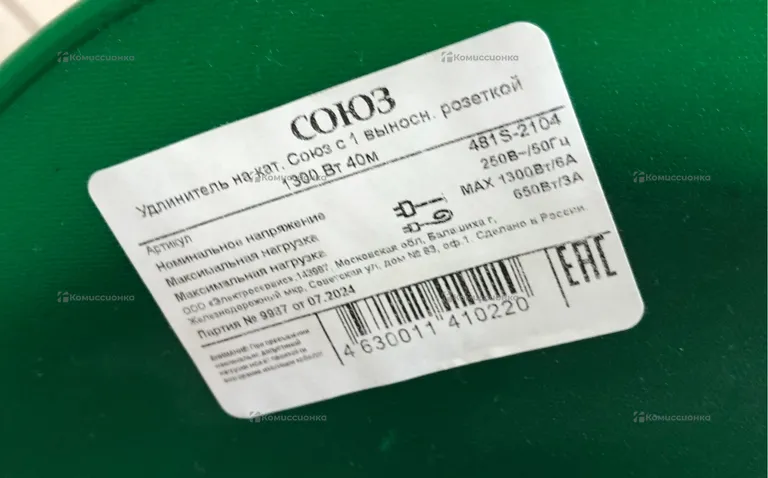 СОЮЗ
Удлинитель на кат. Союз с 1 выносн. розеткой
1300 Вт 40м
Артикул 481S-2104
Номинальное напряжение 250В~/50Гц
Максимальная нагрузка MAX 1300Вт/6А
Максимальная нагрузка 650Вт/3А
ООО «Электросервис», 143987, Московская обл, Балашиха г,
Железнодорожный мкр, Советская ул, дом № 83, оф.1. Сделано в России.
Партия № 9937 от 07.2024
4 630011 410220
EAC
Комиссионка
Комиссионка
Комиссионка
Комиссионка
Комиссионка
Комиссионка
Комиссионка
Комиссионка
Комиссионка